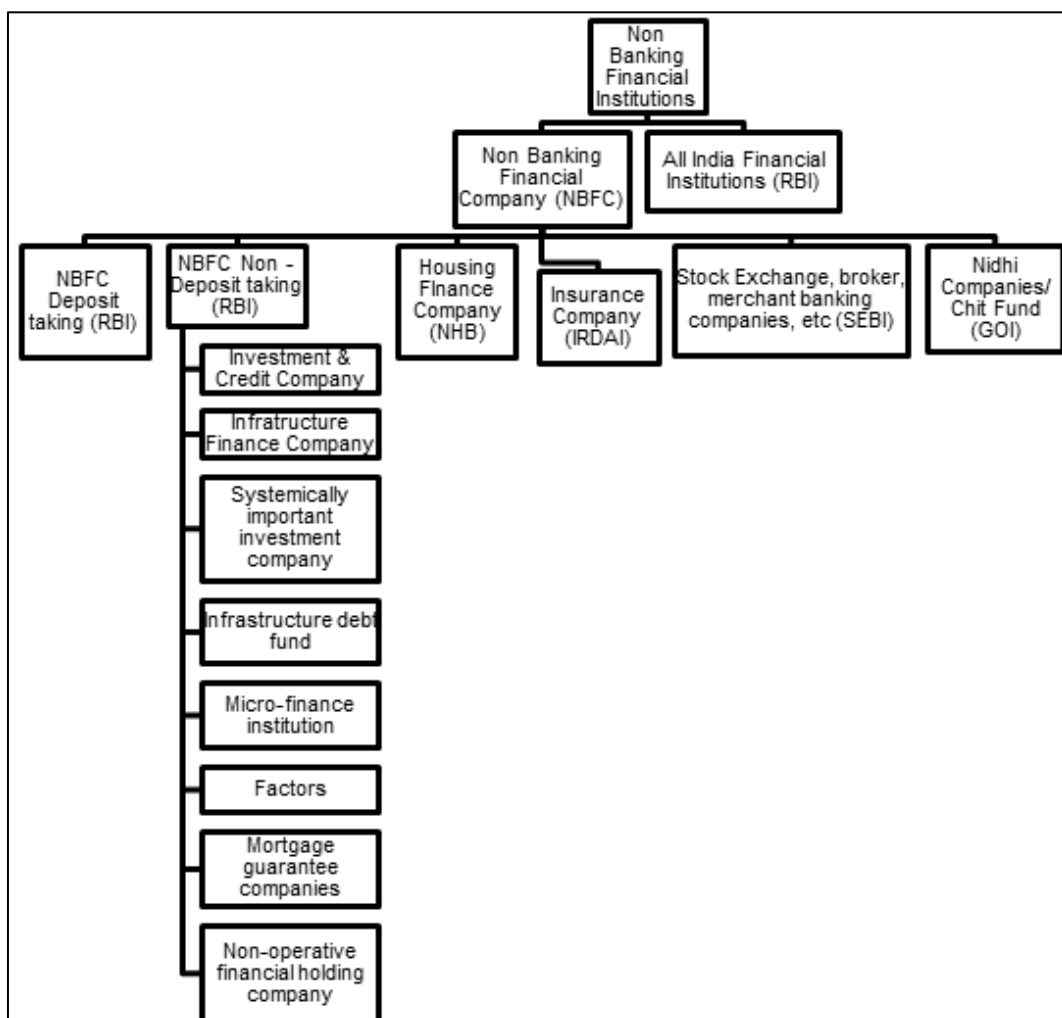 Non
Banking
Financial
Institutions
Non Banking
Financial
Company (NBFC)
All India Financial
Institutions (RBI)
NBFC
Deposit
taking (RBI)
NBFC Non -
Deposit taking
(RBI)
Housing
FInance
Company
(NHB)
Insurance
Company
(IRDAI)
Stock Exchange, broker,
merchant banking
companies, etc (SEBI)
Nidhi
Companies/
Chit Fund
(GOI)
Investment &
Credit Company
Infratructure
Finance Company
Systemically
important
investment
company
Infrastructure debt
fund
Micro-finance
institution
Factors
Mortgage
guarantee
companies
Non-operative
financial holding
company